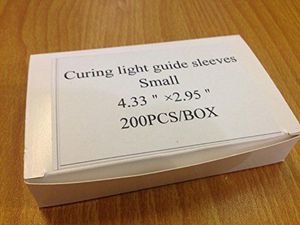 Curing light guide sleeves
Small
4.33 " ×2.95 "
200PCS/BOX